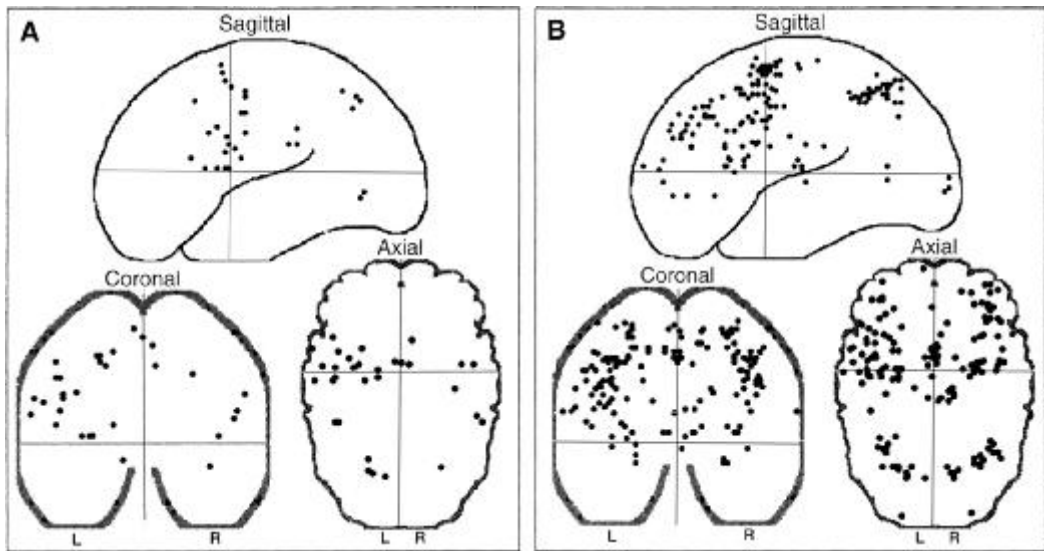 A
Sagittal
Coronal
Axial
L
R
L R
B
Sagittal
Coronal
Axial
L
R
L R